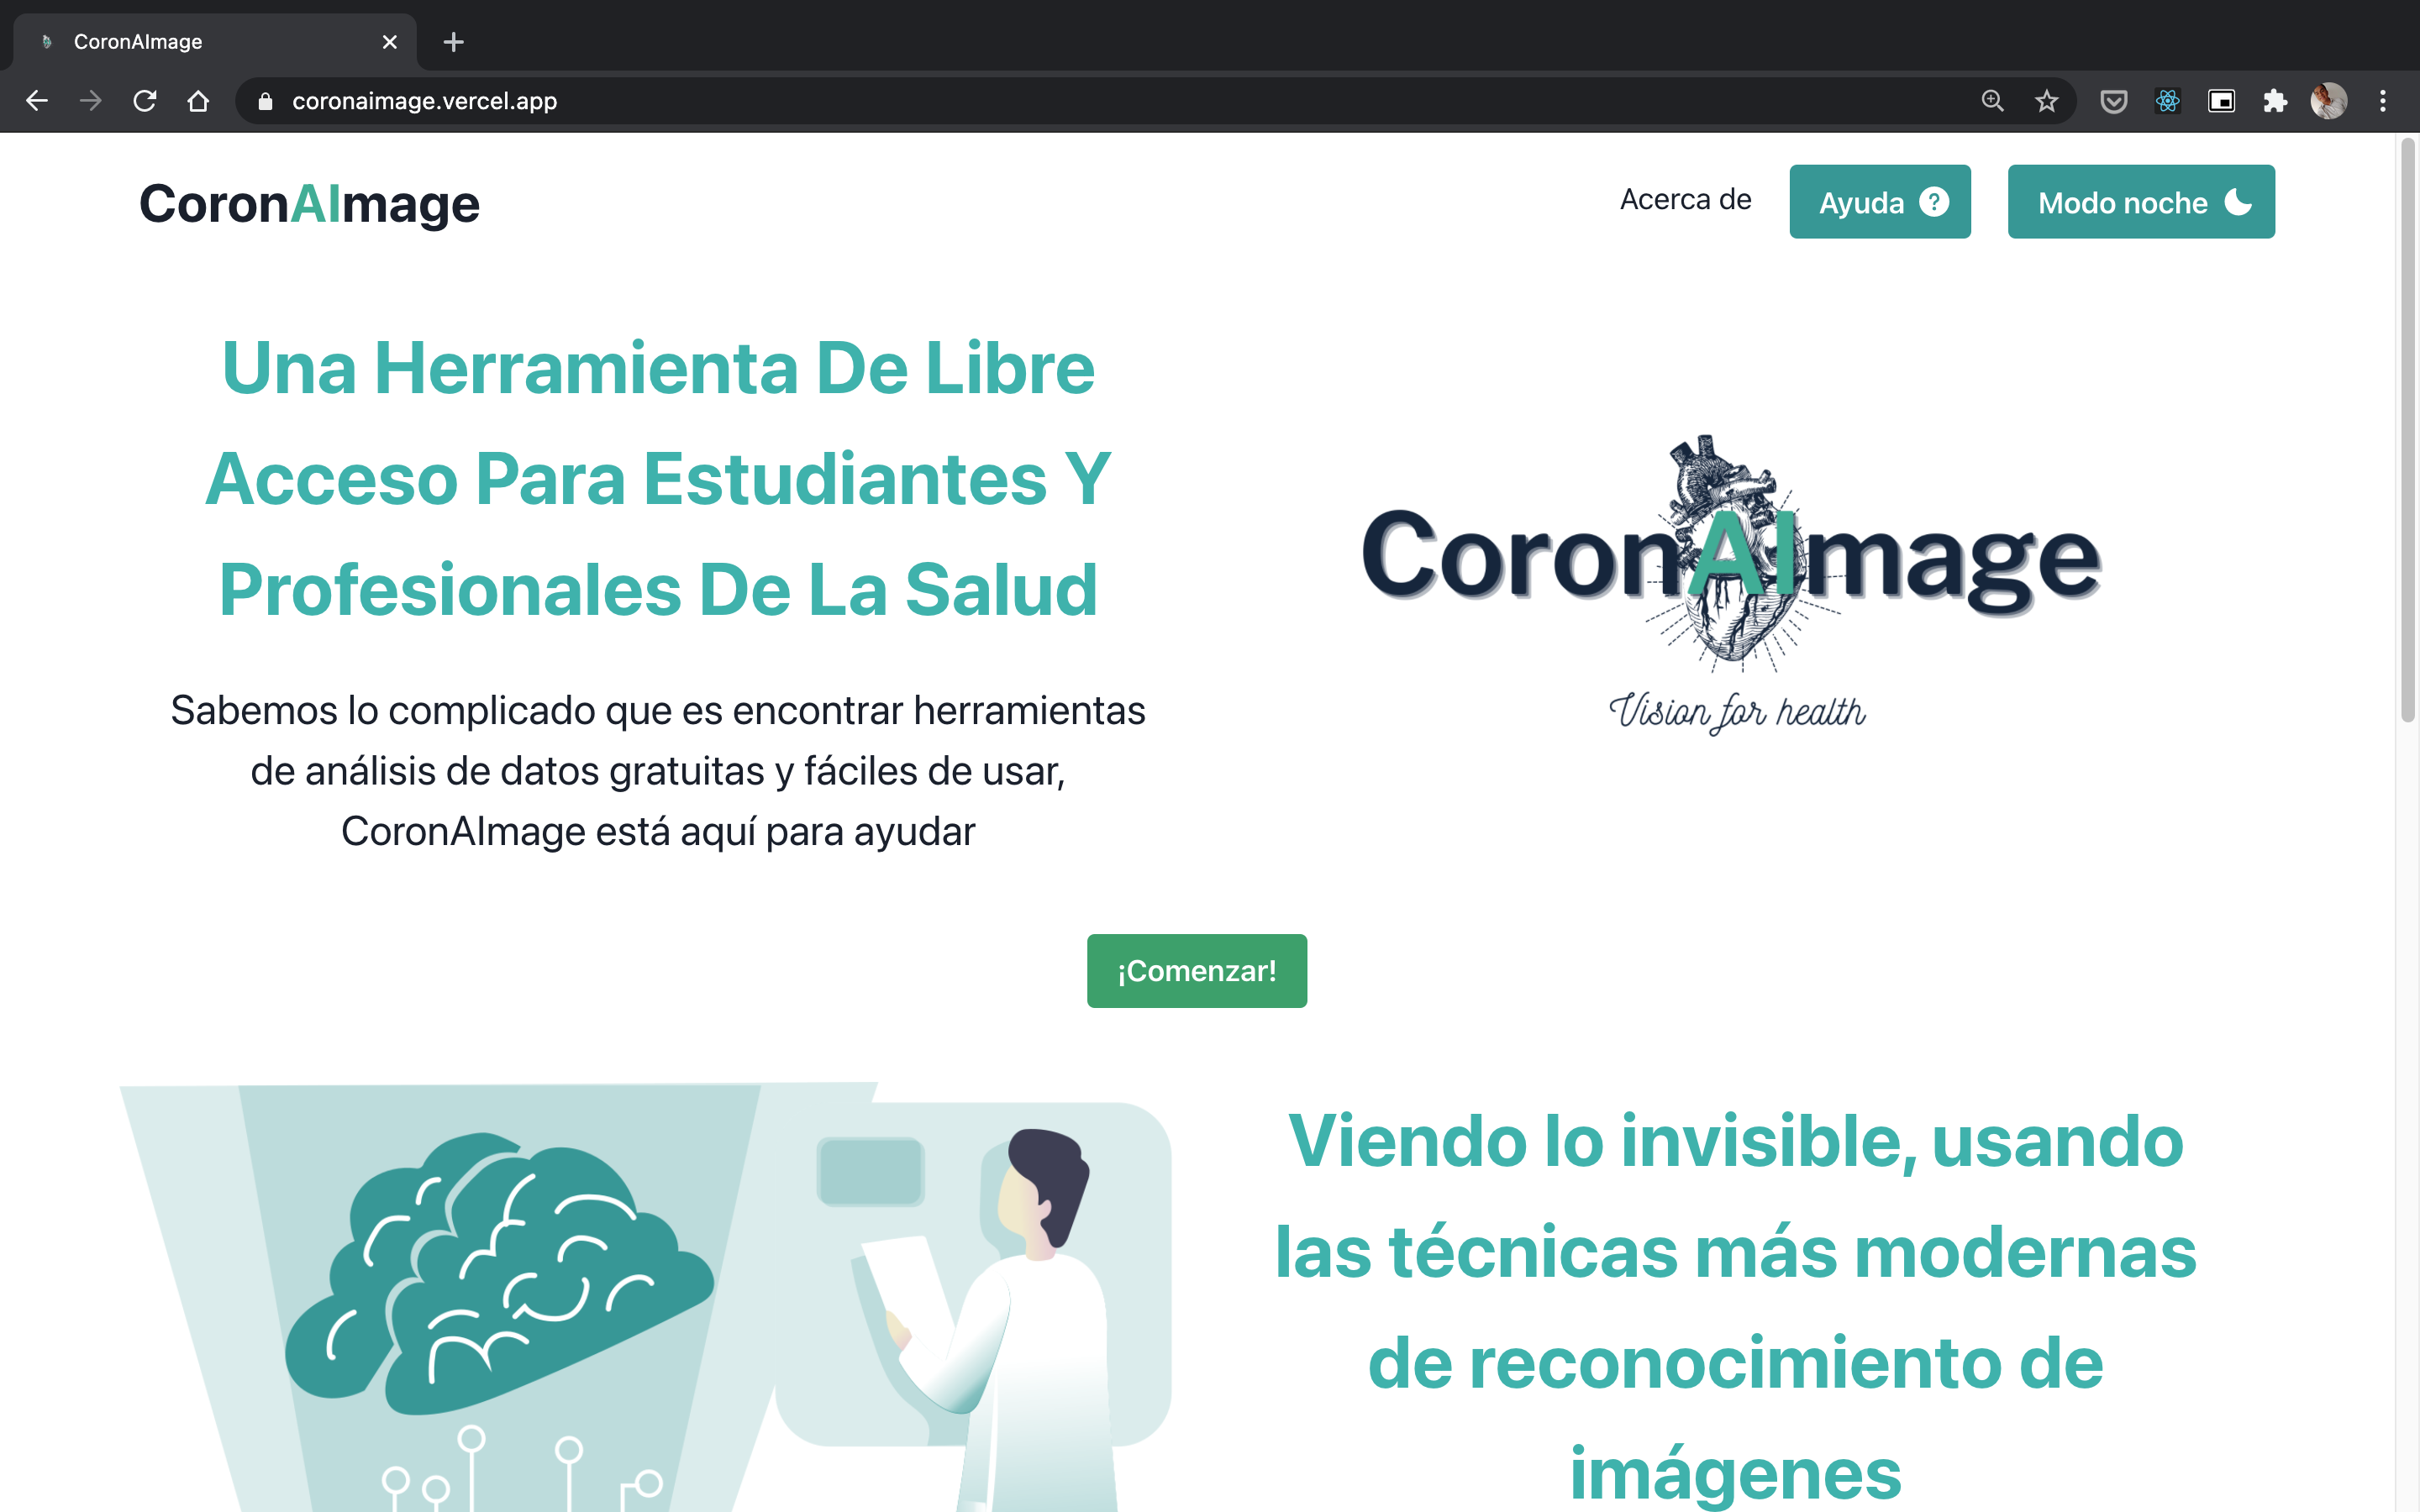 CoronAImage
coronaimage.vercel.app
CoronAImage
Acerca de
Ayuda ?
Modo noche
Una Herramienta De Libre
Acceso Para Estudiantes Y
Profesionales De La Salud
Sabemos lo complicado que es encontrar herramientas
de análisis de datos gratuitas y fáciles de usar,
CoronAImage está aquí para ayudar
CoronAImage
Vision for health
¡Comenzar!
Viendo lo invisible, usando
las técnicas más modernas
de reconocimiento de
imágenes